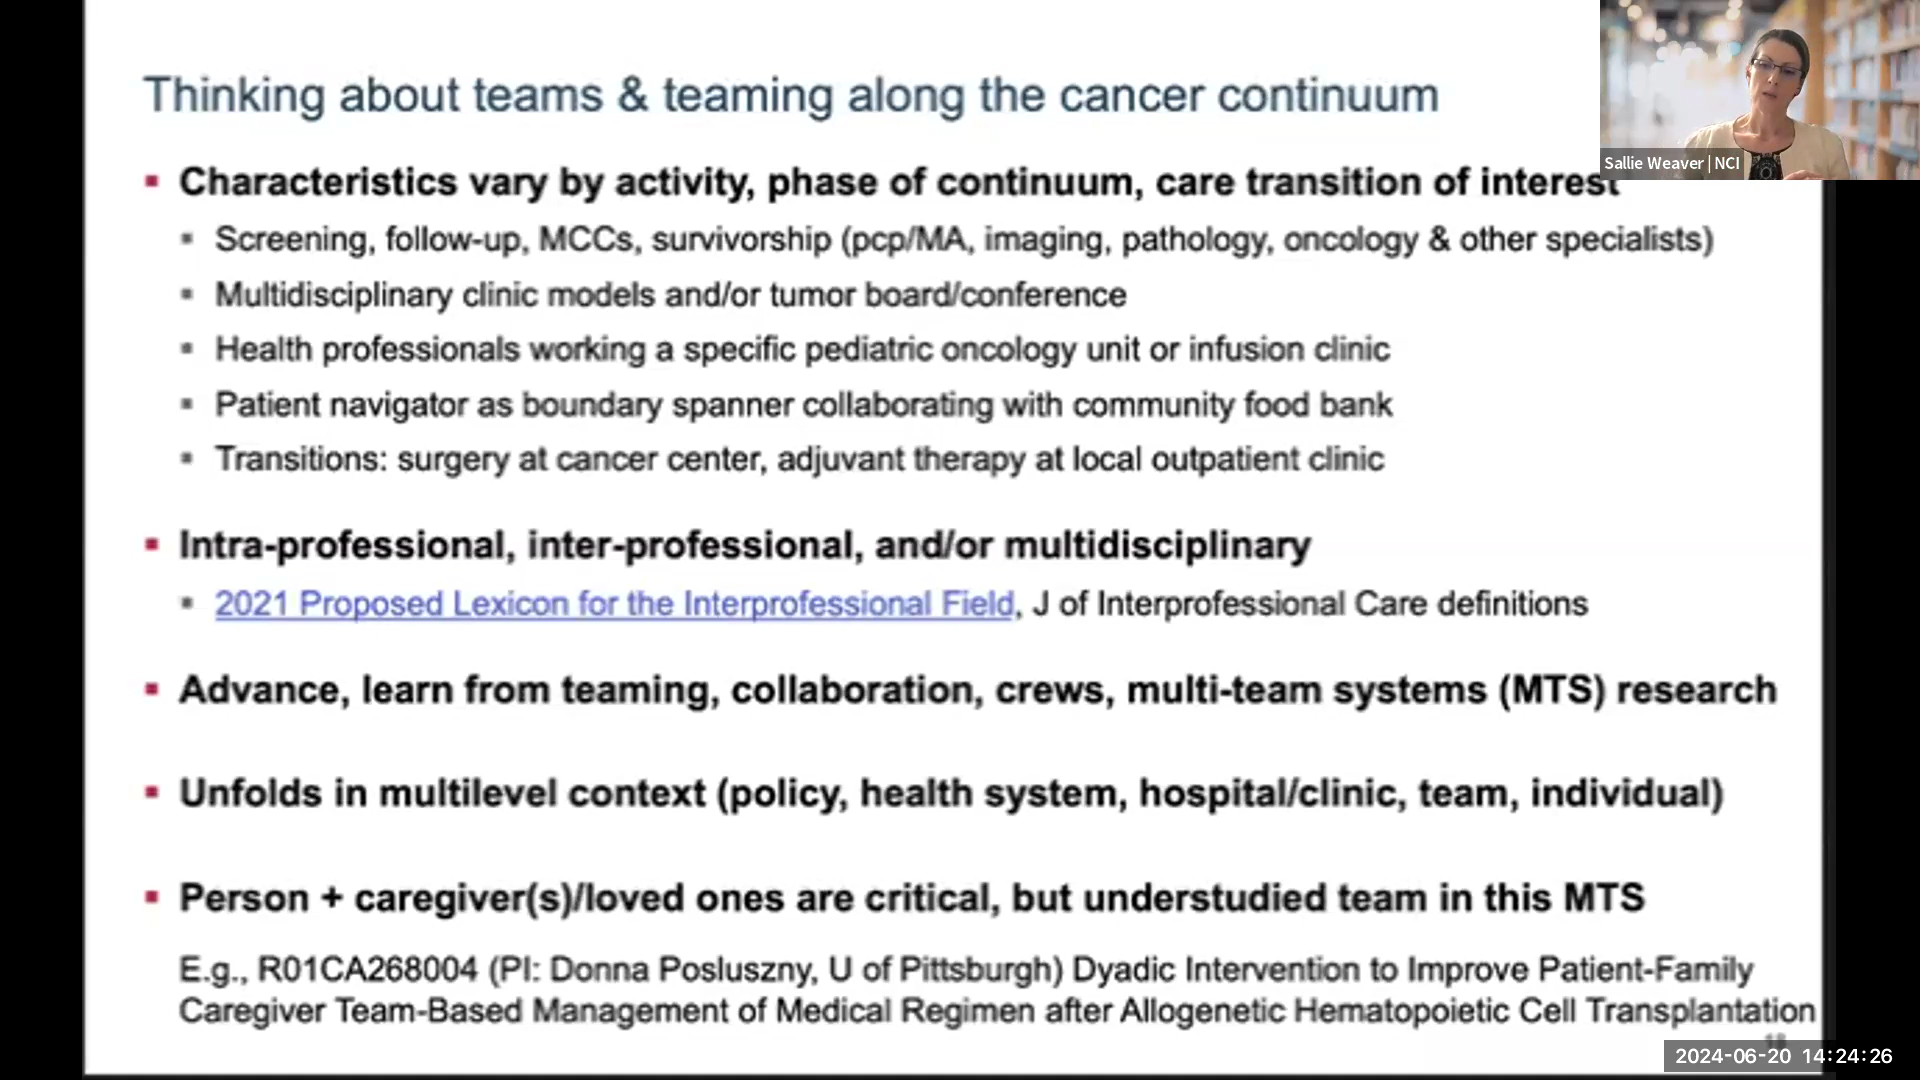 Thinking about teams & teaming along the cancer continuum
Sallie Weaver | NCI
▪ Characteristics vary by activity, phase of continuum, care transition of interest
▪ Screening, follow-up, MCCs, survivorship (pcp/MA, imaging, pathology, oncology & other specialists)
▪ Multidisciplinary clinic models and/or tumor board/conference
▪ Health professionals working a specific pediatric oncology unit or infusion clinic
▪ Patient navigator as boundary spanner collaborating with community food bank
▪ Transitions: surgery at cancer center, adjuvant therapy at local outpatient clinic
▪ Intra-professional, inter-professional, and/or multidisciplinary
▪ 2021 Proposed Lexicon for the Interprofessional Field, J of Interprofessional Care definitions
▪ Advance, learn from teaming, collaboration, crews, multi-team systems (MTS) research
▪ Unfolds in multilevel context (policy, health system, hospital/clinic, team, individual)
▪ Person + caregiver(s)/loved ones are critical, but understudied team in this MTS
E.g., R01CA268004 (PI: Donna Posluszny, U of Pittsburgh) Dyadic Intervention to Improve Patient-Family
Caregiver Team-Based Management of Medical Regimen after Allogenetic Hematopoietic Cell Transplantation
2024-06-20 14:24:26